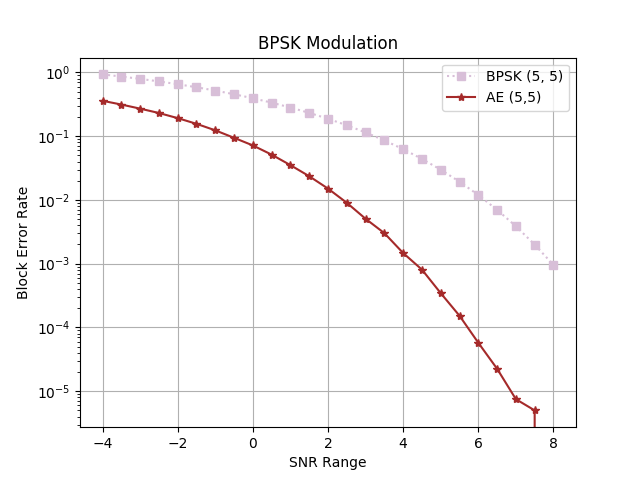 BPSK Modulation
BPSK (5, 5)
AE (5,5)
Block Error Rate
10⁰
10⁻¹
10⁻²
10⁻³
10⁻⁴
10⁻⁵
−4
−2
0
2
4
6
8
SNR Range